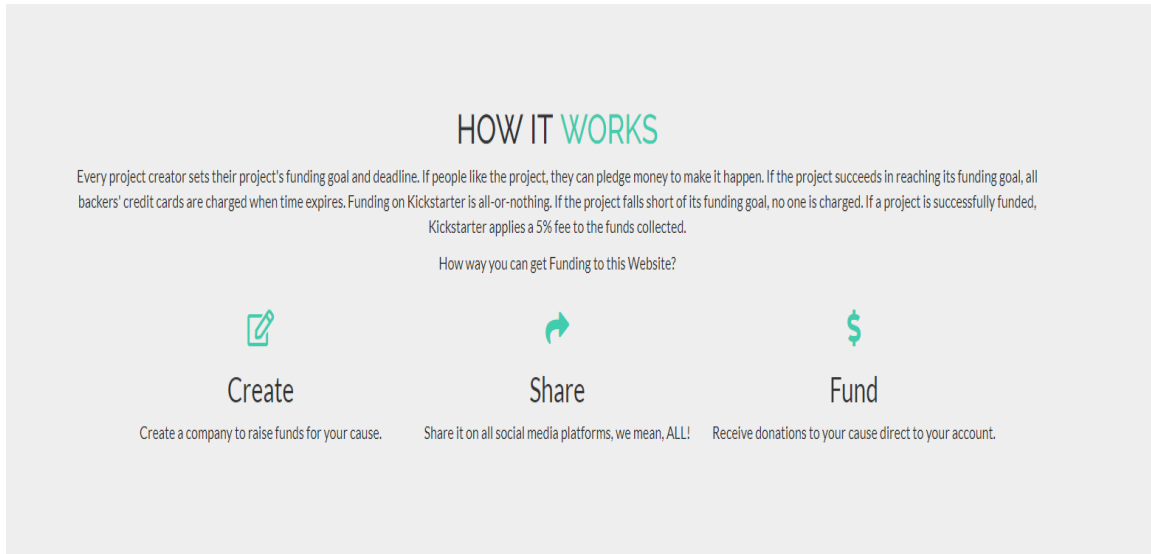 HOW IT WORKS
Every project creator sets their project's funding goal and deadline. If people like the project, they can pledge money to make it happen. If the project succeeds in reaching its funding goal, all
backers' credit cards are charged when time expires. Funding on Kickstarter is all-or-nothing. If the project falls short of its funding goal, no one is charged. If a project is successfully funded,
Kickstarter applies a 5% fee to the funds collected.
How way you can get Funding to this Website?
Create
Create a company to raise funds for your cause.
Share
Share it on all social media platforms, we mean, ALL!
Fund
Receive donations to your cause direct to your account.